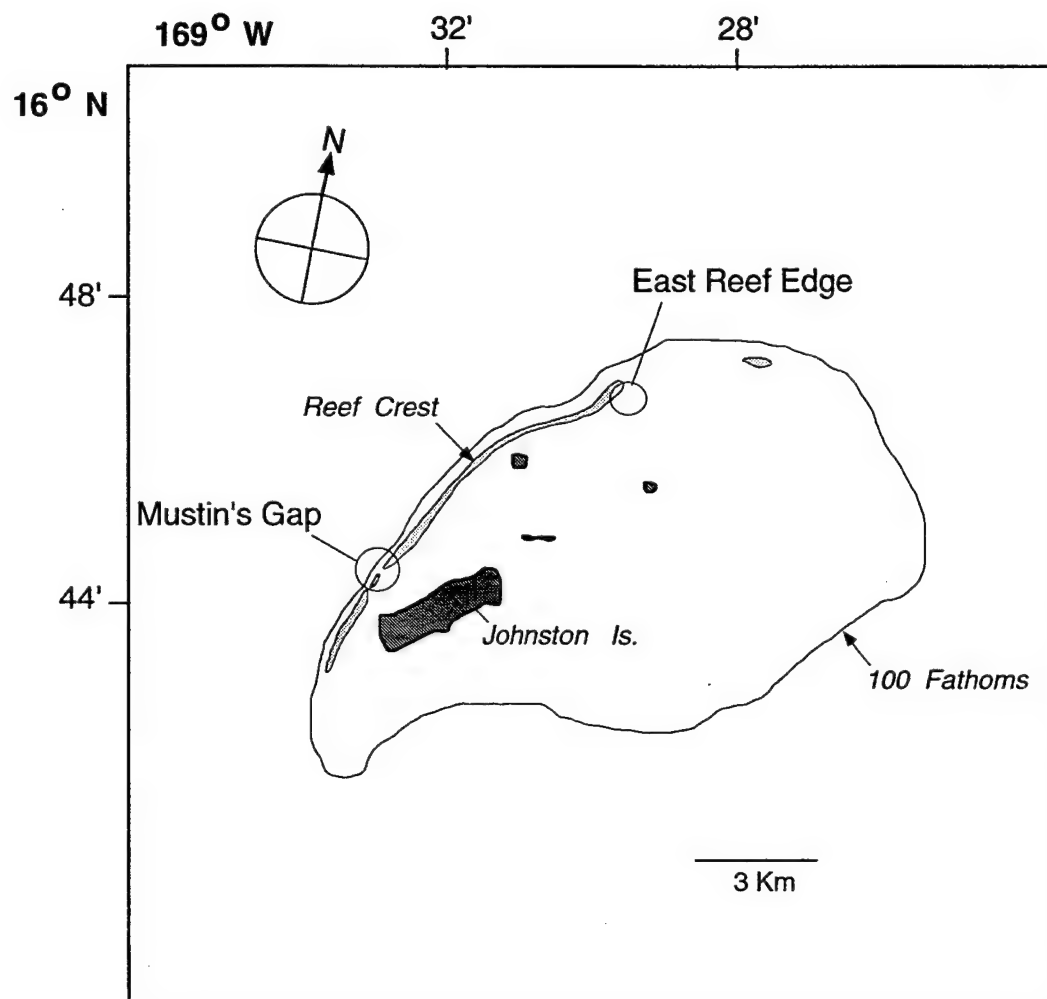 169° W
32'
28'
16° N
N
48'
East Reef Edge
Reef Crest
Mustin's Gap
44'
Johnston Is.
100 Fathoms
3 Km